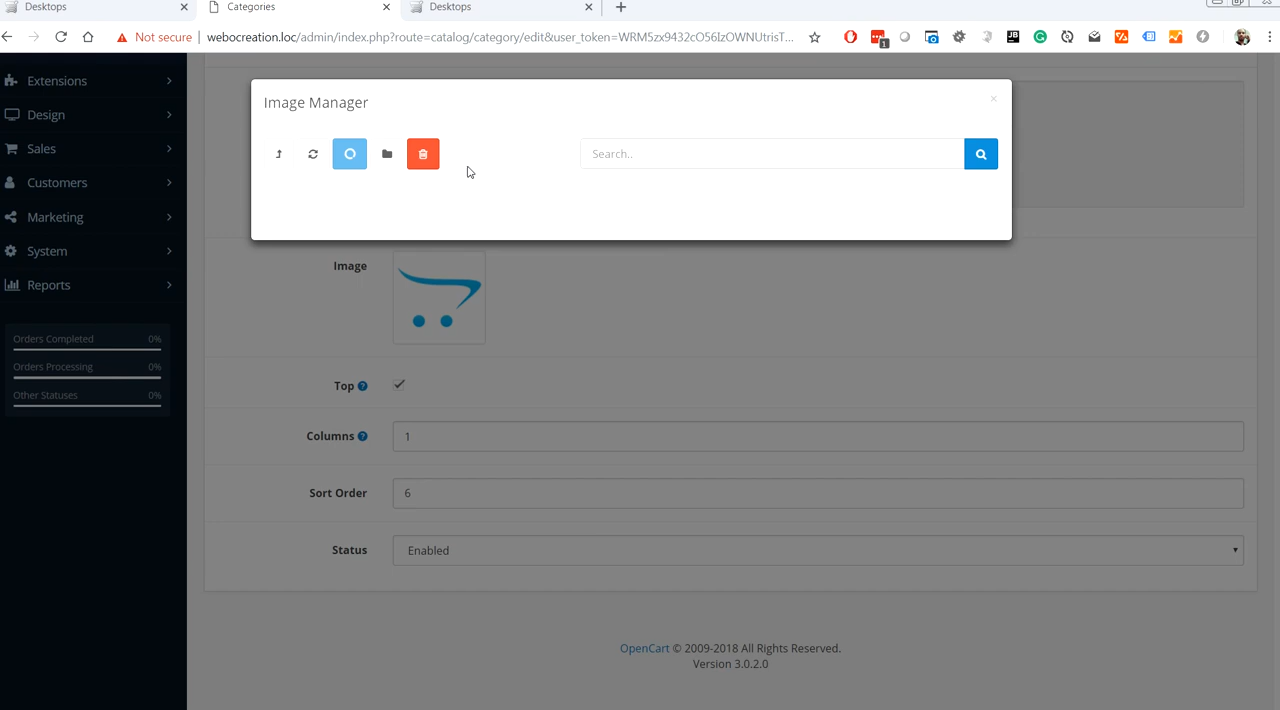 Desktops
Categories
Desktops
Not secure
webocreation.loc/admin/index.php?route=catalog/category/edit&user_token=WRM5zx9432cO56IzOWNUtrisT...
1
JB
Extensions
Design
Sales
Customers
Marketing
System
Reports
Orders Completed 0%
Orders Processing 0%
Other Statuses 0%
Image Manager
×
Search..
Image
Top
Columns
1
Sort Order
6
Status
Enabled
OpenCart © 2009-2018 All Rights Reserved.
Version 3.0.2.0